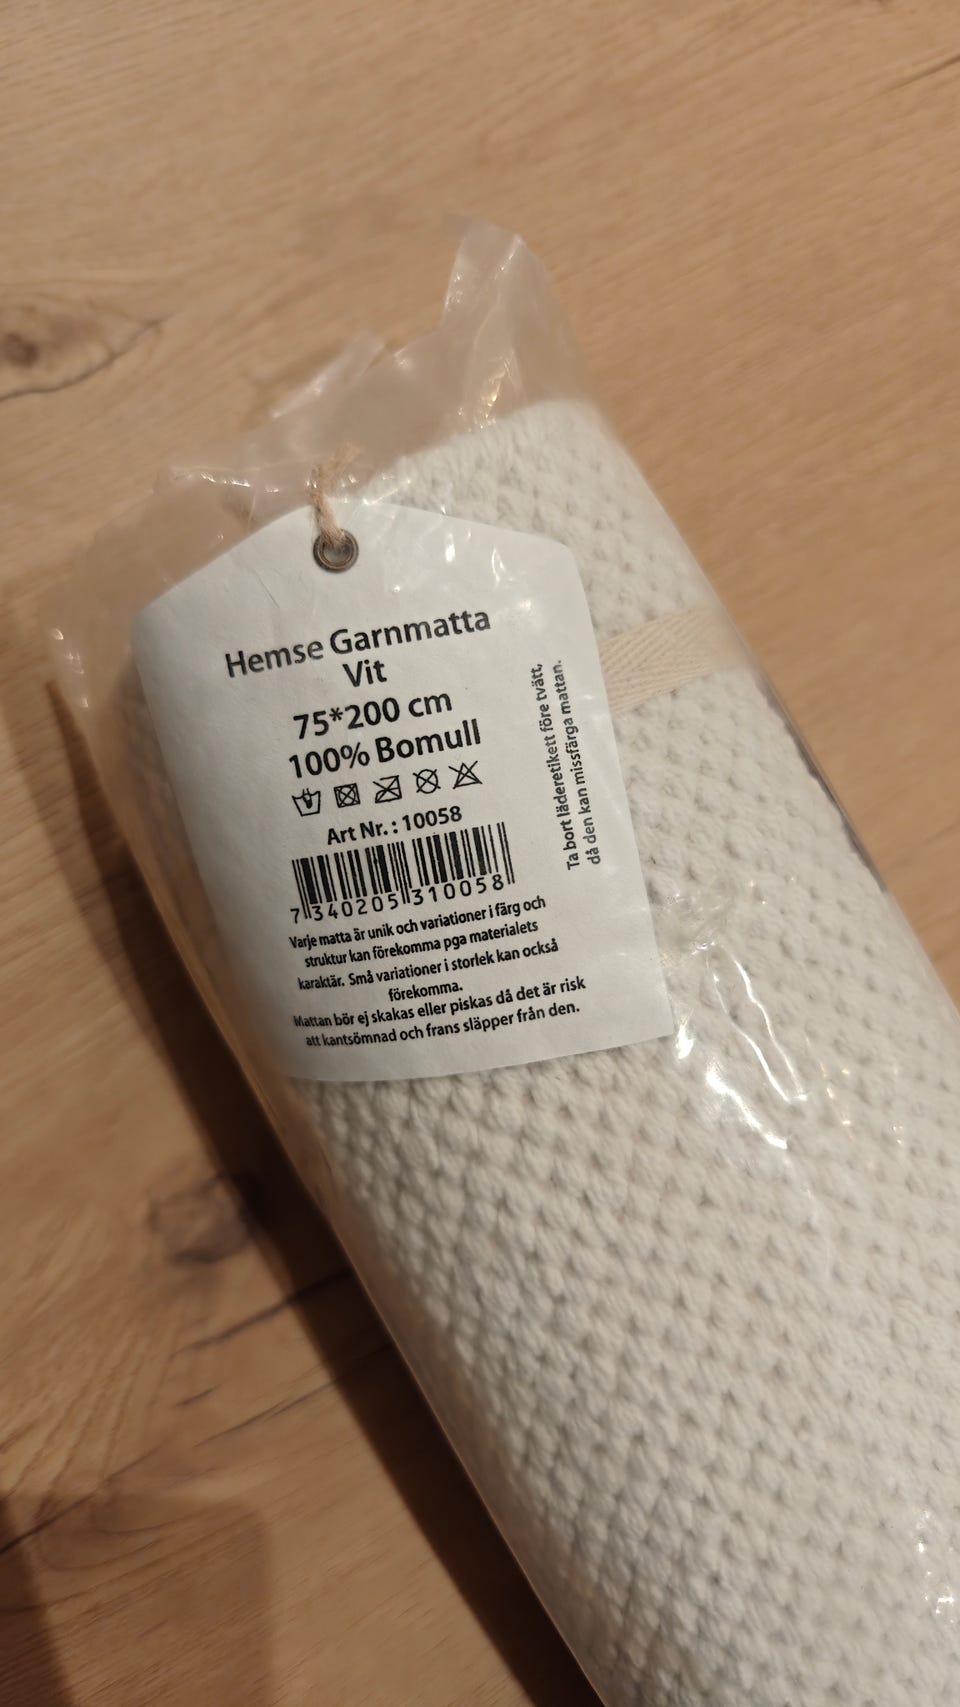 Hemse Garnmatta
Vit
75*200 cm
100% Bomull
Art Nr. : 10058
7 340205 310058
Varje matta är unik och variationer i färg och
struktur kan förekomma pga materialets
karaktär. Små variationer i storlek kan också
förekomma.
Mattan bör ej skakas eller piskas då det är risk
att kantsömnad och frans släpper från den.
Ta bort läderetikett före tvätt,
då den kan missfärga mattan.